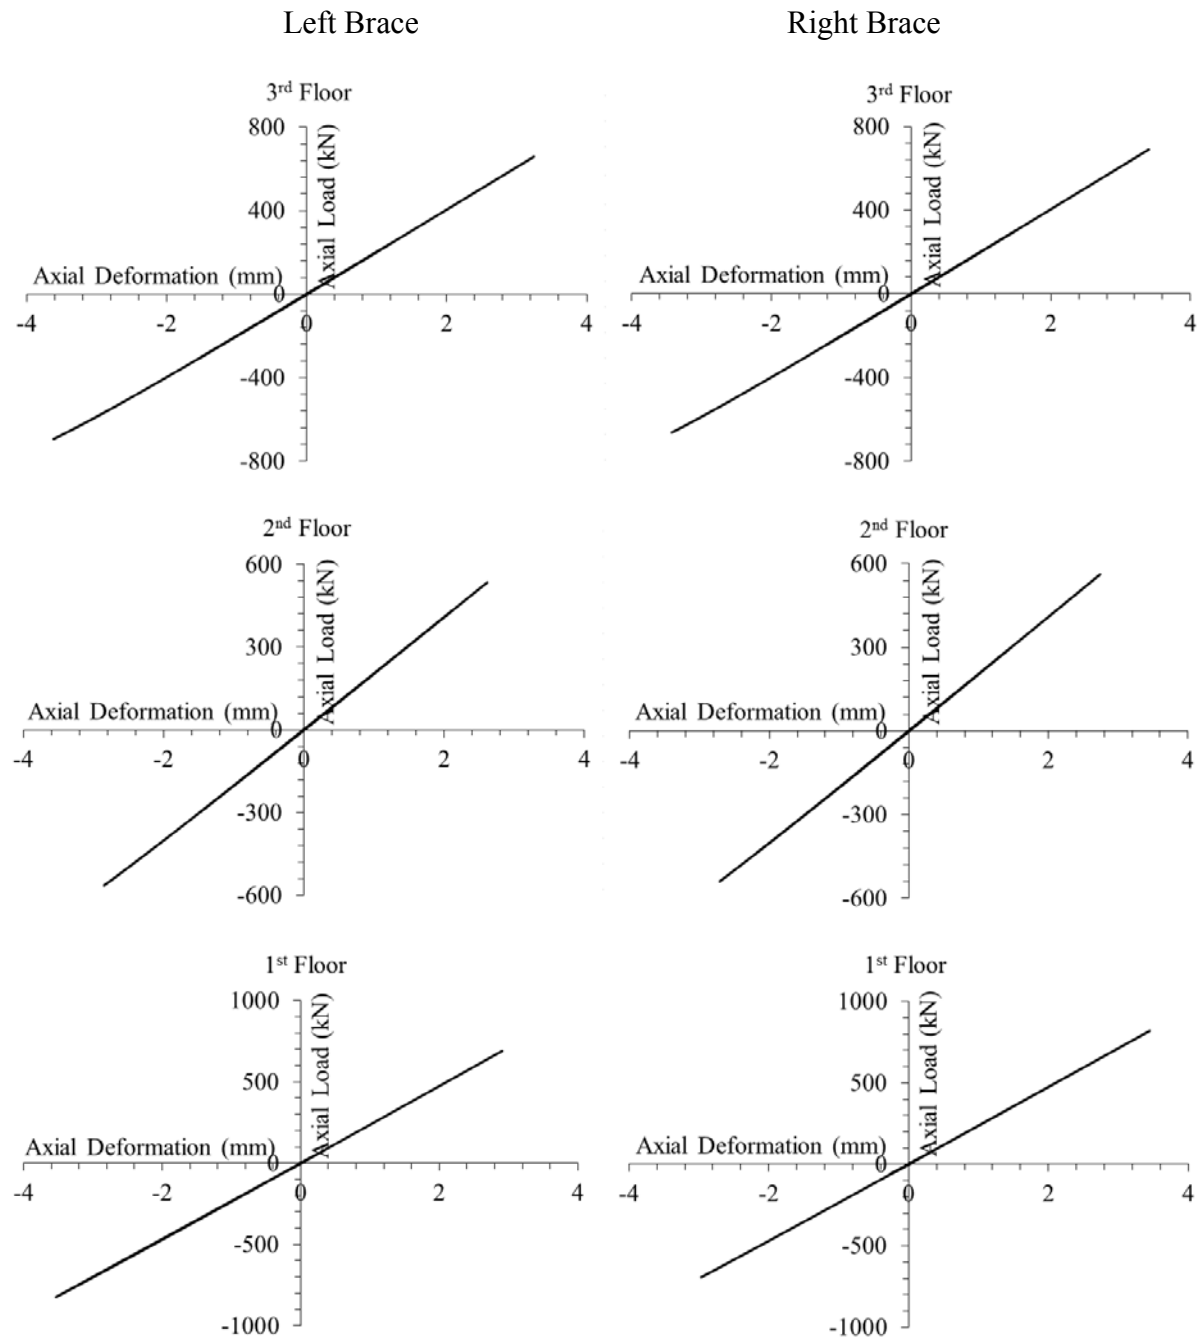 Left Brace
Right Brace
3rd Floor
800
400
0
-400
-800
Axial Load (kN)
Axial Deformation (mm)
-4 -2 0 2 4
3rd Floor
800
400
0
-400
-800
Axial Load (kN)
Axial Deformation (mm)
-4 -2 0 2 4
2nd Floor
600
300
0
-300
-600
Axial Load (kN)
Axial Deformation (mm)
-4 -2 0 2 4
2nd Floor
600
300
0
-300
-600
Axial Load (kN)
Axial Deformation (mm)
-4 -2 0 2 4
1st Floor
1000
500
0
-500
-1000
Axial Load (kN)
Axial Deformation (mm)
-4 -2 0 2 4
1st Floor
1000
500
0
-500
-1000
Axial Load (kN)
Axial Deformation (mm)
-4 -2 0 2 4